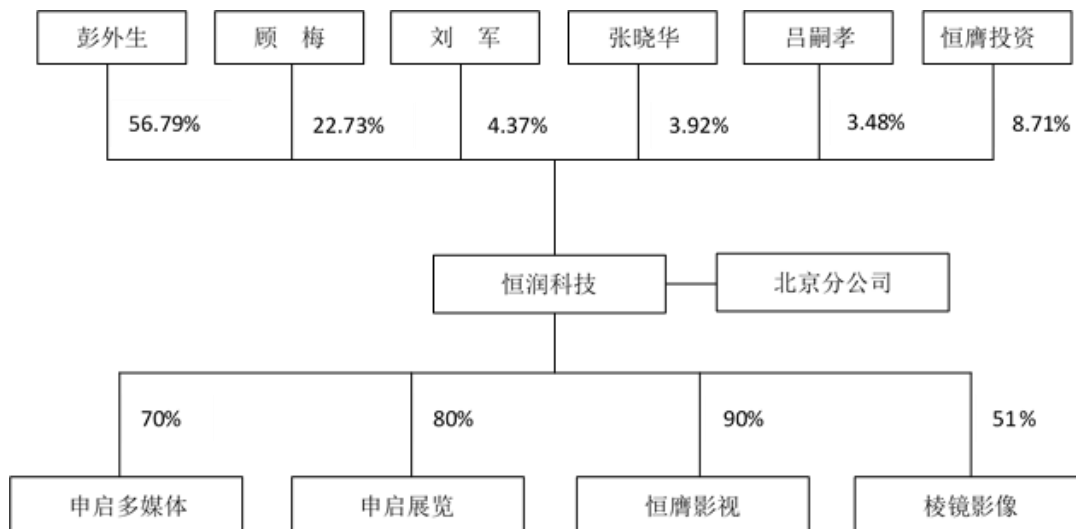 彭外生 顾 梅 刘 军 张晓华 吕嗣孝 恒膺投资
56.79% 22.73% 4.37% 3.92% 3.48% 8.71%
恒润科技 北京分公司
70% 80% 90% 51%
申启多媒体 申启展览 恒膺影视 棱镜影像